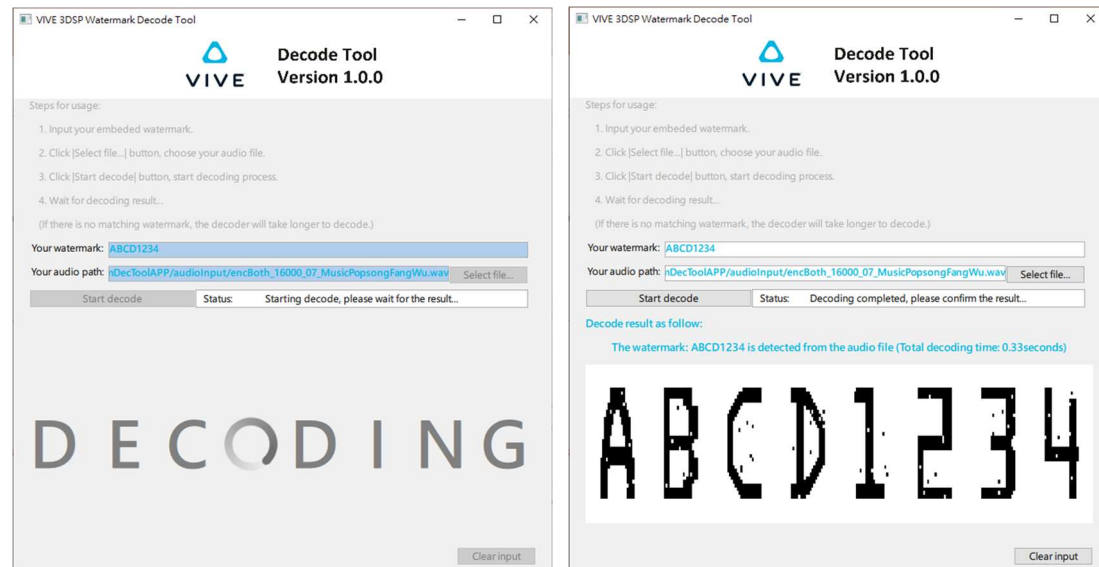 VIVE 3DSP Watermark Decode Tool
VIVE
Decode Tool
Version 1.0.0
Steps for usage:
1. Input your embeded watermark.
2. Click |Select file...| button, choose your audio file.
3. Click |Start decode| button, start decoding process.
4. Wait for decoding result...
(If there is no matching watermark, the decoder will take longer to decode.)
Your watermark: ABCD1234
Your audio path: nDecToolAPP/audioInput/encBoth_16000_07_MusicPopsongFangWu.wav Select file...
Start decode Status: Starting decode, please wait for the result...
DECODING
Clear input
VIVE 3DSP Watermark Decode Tool
VIVE
Decode Tool
Version 1.0.0
Steps for usage:
1. Input your embeded watermark.
2. Click |Select file...| button, choose your audio file.
3. Click |Start decode| button, start decoding process.
4. Wait for decoding result...
(If there is no matching watermark, the decoder will take longer to decode.)
Your watermark: ABCD1234
Your audio path: nDecToolAPP/audioInput/encBoth_16000_07_MusicPopsongFangWu.wav Select file...
Start decode Status: Decoding completed, please confirm the result...
Decode result as follow:
The watermark: ABCD1234 is detected from the audio file (Total decoding time: 0.33seconds)
ABCD1234
Clear input